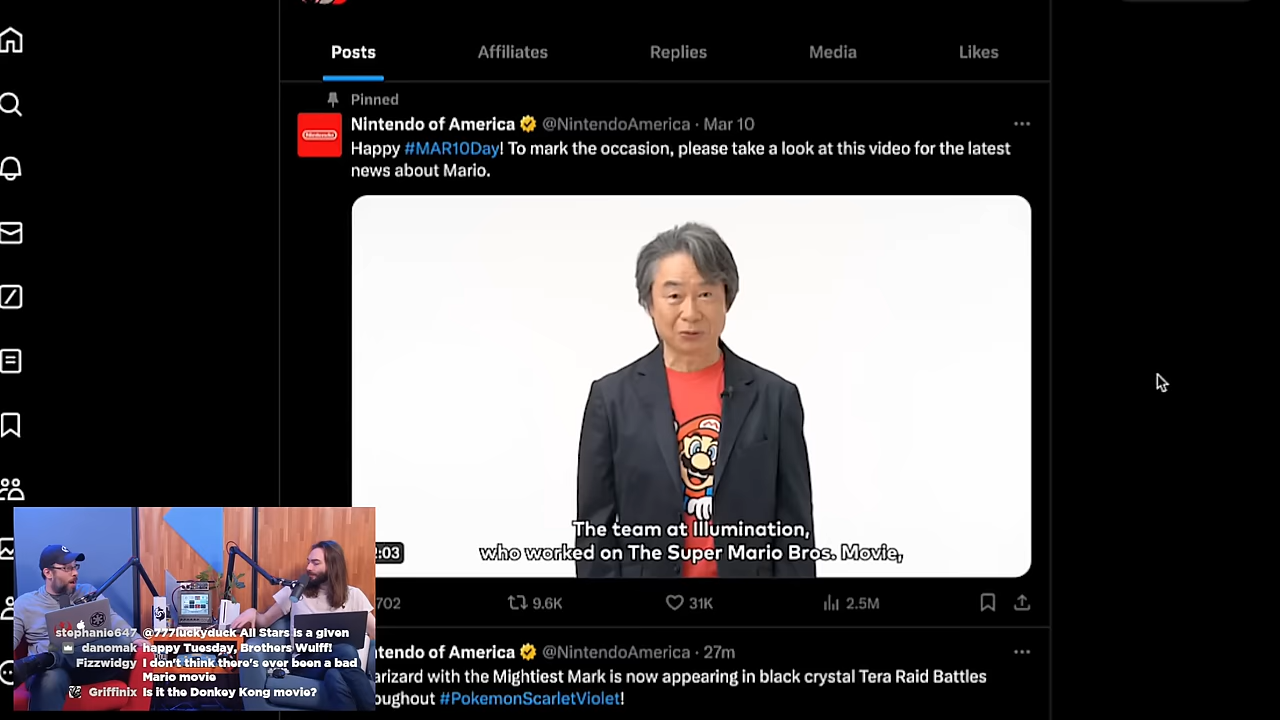 Posts Affiliates Replies Media Likes
Pinned
Nintendo of America @NintendoAmerica · Mar 10
Nintendo
Happy #MAR10Day! To mark the occasion, please take a look at this video for the latest
news about Mario.
The team at Illumination,
who worked on The Super Mario Bros. Movie,
:03
702 9.6K 31K 2.5M
stephanie647 @777luckyduck All Stars is a given
danomak happy Tuesday, Brothers Wulff!
Fizzwidgy I don't think there's ever been a bad
Mario movie
Griffinix Is it the Donkey Kong movie?
ntendo of America @NintendoAmerica · 27m
arizard with the Mightiest Mark is now appearing in black crystal Tera Raid Battles
oughout #PokemonScarletViolet!